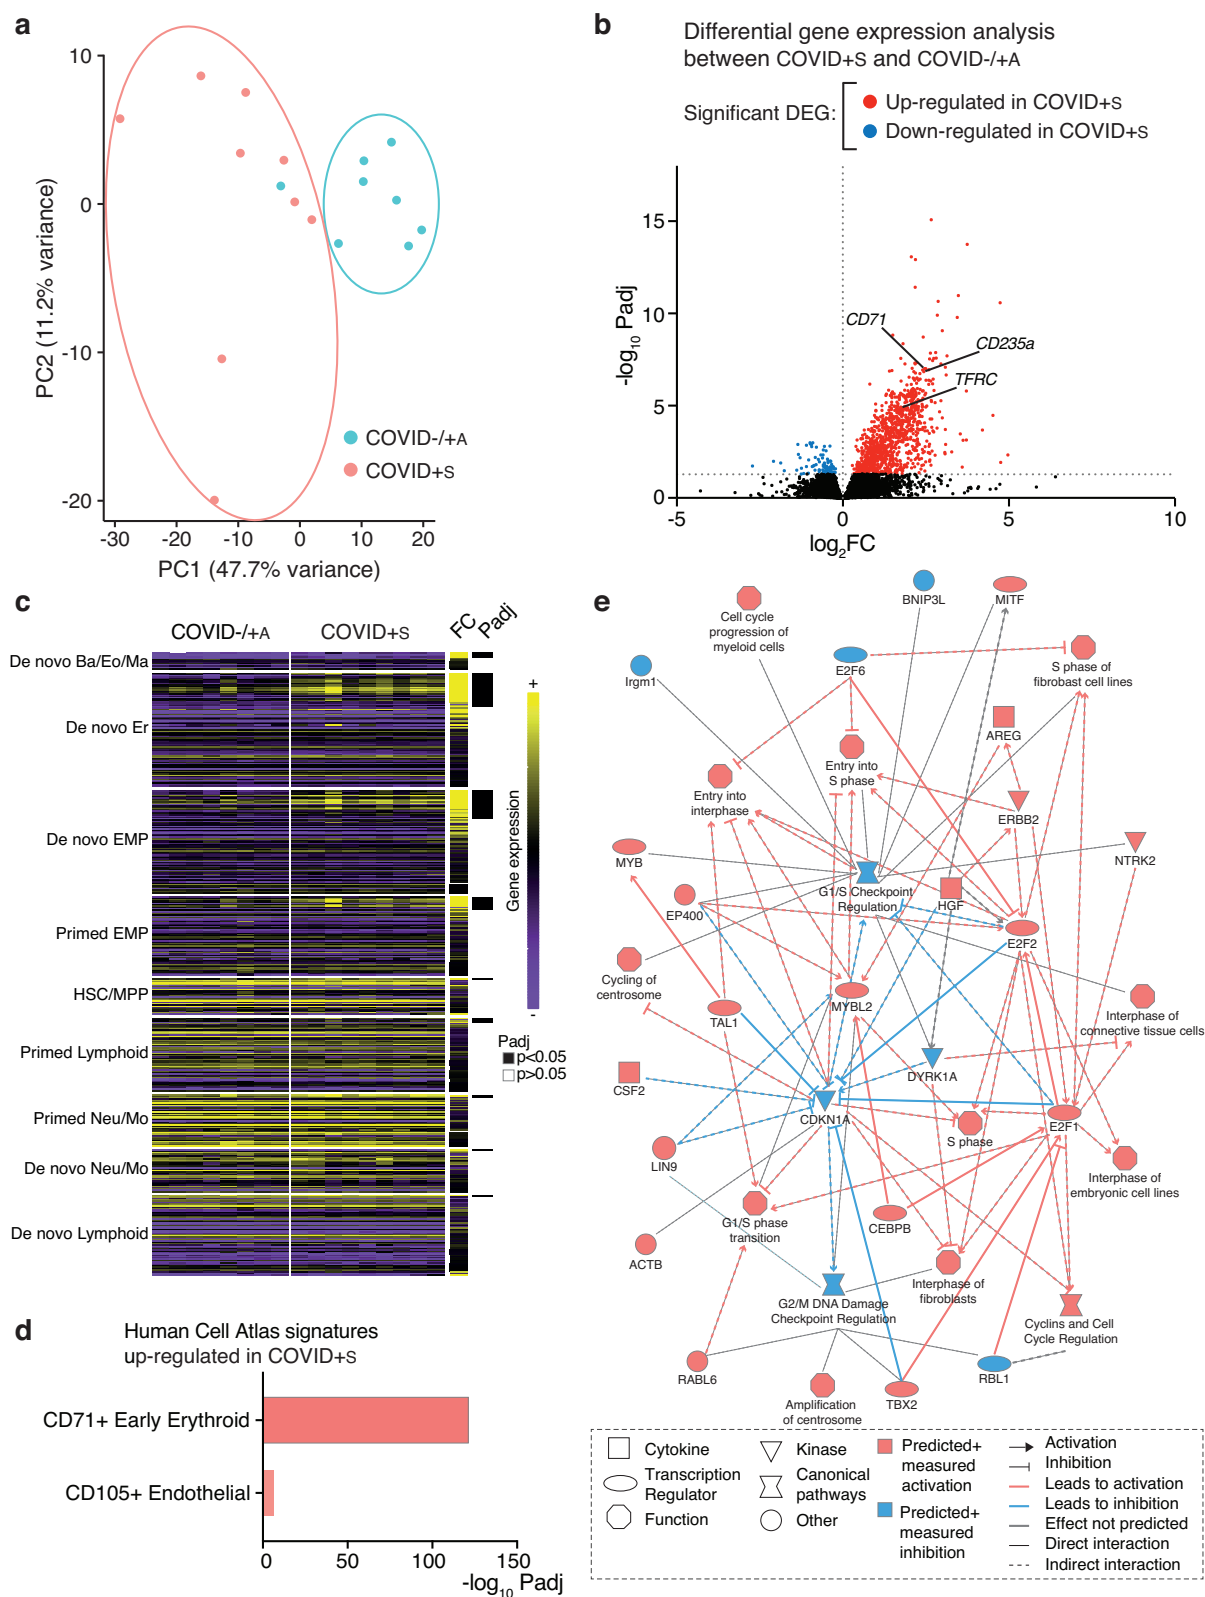 a
10
0
-10
-20
PC2 (11.2% variance)
COVID-/+A
COVID+S
-30 -20 -10 0 10 20
PC1 (47.7% variance)
b
Differential gene expression analysis
between COVID+S and COVID-/+A
Significant DEG:
Up-regulated in COVID+S
Down-regulated in COVID+S
15
10
5
0
-log10 Padj
CD71
CD235a
TFRC
-5 0 5 10
log2FC
c
COVID-/+A COVID+S FC Padj
De novo Ba/Eo/Ma
De novo Er
De novo EMP
Primed EMP
HSC/MPP
Primed Lymphoid
Primed Neu/Mo
De novo Neu/Mo
De novo Lymphoid
+
Gene expression
-
Padj
p<0.05
p>0.05
d
Human Cell Atlas signatures
up-regulated in COVID+S
CD71+ Early Erythroid
CD105+ Endothelial
0 50 100 150
-log10 Padj
e
BNIP3L
MITF
Cell cycle
progression of
myeloid cells
Irgm1
E2F6
S phase of
fibrobast cell lines
AREG
Entry into
S phase
Entry into
interphase
ERBB2
NTRK2
MYB
G1/S Checkpoint
Regulation
HGF
EP400
E2F2
Cycling of
centrosome
MYBL2
TAL1
Interphase of
connective tissue cells
DYRK1A
CSF2
CDKN1A
S phase
E2F1
LIN9
Interphase of
embryonic cell lines
G1/S phase
transition
CEBPB
ACTB
Interphase of
fibroblasts
G2/M DNA Damage
Checkpoint Regulation
Cyclins and Cell
Cycle Regulation
RABL6
RBL1
Amplification
of centrosome
TBX2
Cytokine
Transcription
Regulator
Function
Kinase
Canonical
pathways
Other
Predicted+
measured
activation
Predicted+
measured
inhibition
Activation
Inhibition
Leads to activation
Leads to inhibition
Effect not predicted
Direct interaction
Indirect interaction